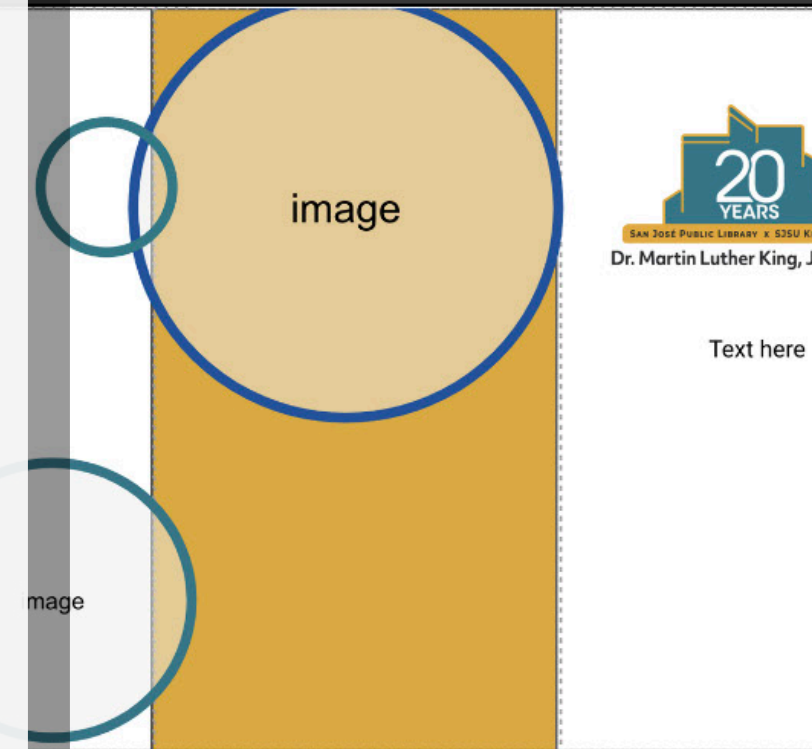 image
20
YEARS
SAN JOSÉ PUBLIC LIBRARY X SJSU K
Dr. Martin Luther King, J
Text here
mage